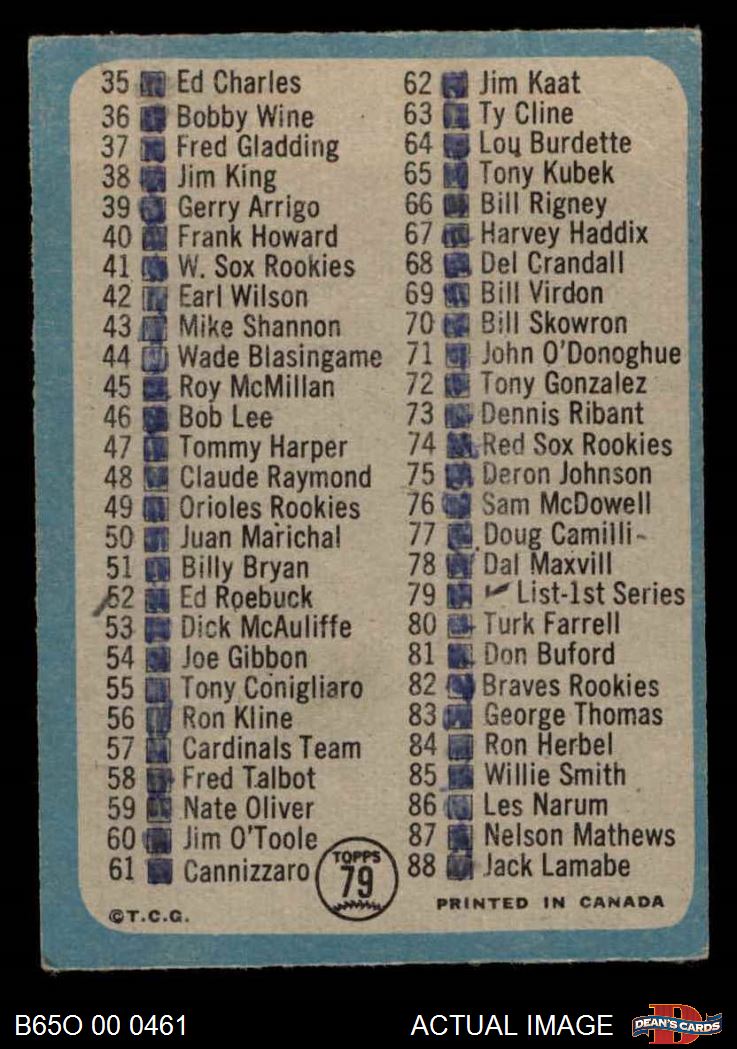 35 Ed Charles
36 Bobby Wine
37 Fred Gladding
38 Jim King
39 Gerry Arrigo
40 Frank Howard
41 W. Sox Rookies
42 Earl Wilson
43 Mike Shannon
44 Wade Blasingame
45 Roy McMillan
46 Bob Lee
47 Tommy Harper
48 Claude Raymond
49 Orioles Rookies
50 Juan Marichal
51 Billy Bryan
52 Ed Roebuck
53 Dick McAuliffe
54 Joe Gibbon
55 Tony Conigliaro
56 Ron Kline
57 Cardinals Team
58 Fred Talbot
59 Nate Oliver
60 Jim O'Toole
61 Cannizzaro
62 Jim Kaat
63 Ty Cline
64 Lou Burdette
65 Tony Kubek
66 Bill Rigney
67 Harvey Haddix
68 Del Crandall
69 Bill Virdon
70 Bill Skowron
71 John O'Donoghue
72 Tony Gonzalez
73 Dennis Ribant
74 Red Sox Rookies
75 Deron Johnson
76 Sam McDowell
77 Doug Camilli
78 Dal Maxvill
79 List-1st Series
80 Turk Farrell
81 Don Buford
82 Braves Rookies
83 George Thomas
84 Ron Herbel
85 Willie Smith
86 Les Narum
87 Nelson Mathews
88 Jack Lamabe
TOPPS
79
©T.C.G.
PRINTED IN CANADA
B65O 00 0461
ACTUAL IMAGE
D
DEAN'S CARDS